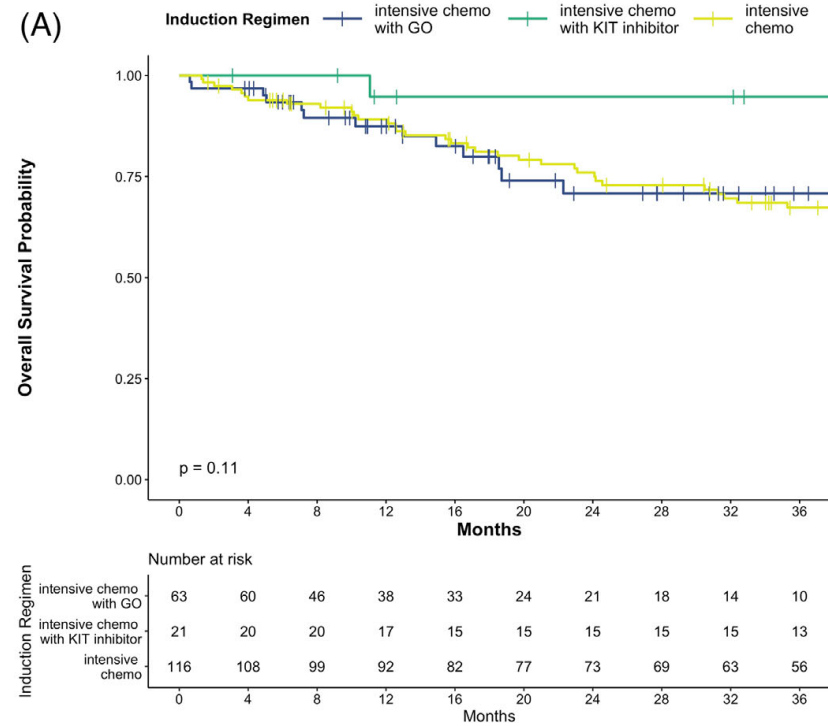 (A)
Induction Regimen
intensive chemo
with GO
intensive chemo
with KIT inhibitor
intensive
chemo
Overall Survival Probability
1.00
0.75
0.50
0.25
0.00
p = 0.11
0 4 8 12 16 20 24 28 32 36
Months
Number at risk
Induction Regimen
intensive chemo
with GO
63 60 46 38 33 24 21 18 14 10
intensive chemo
with KIT inhibitor
21 20 20 17 15 15 15 15 15 13
intensive
chemo
116 108 99 92 82 77 73 69 63 56
0 4 8 12 16 20 24 28 32 36
Months